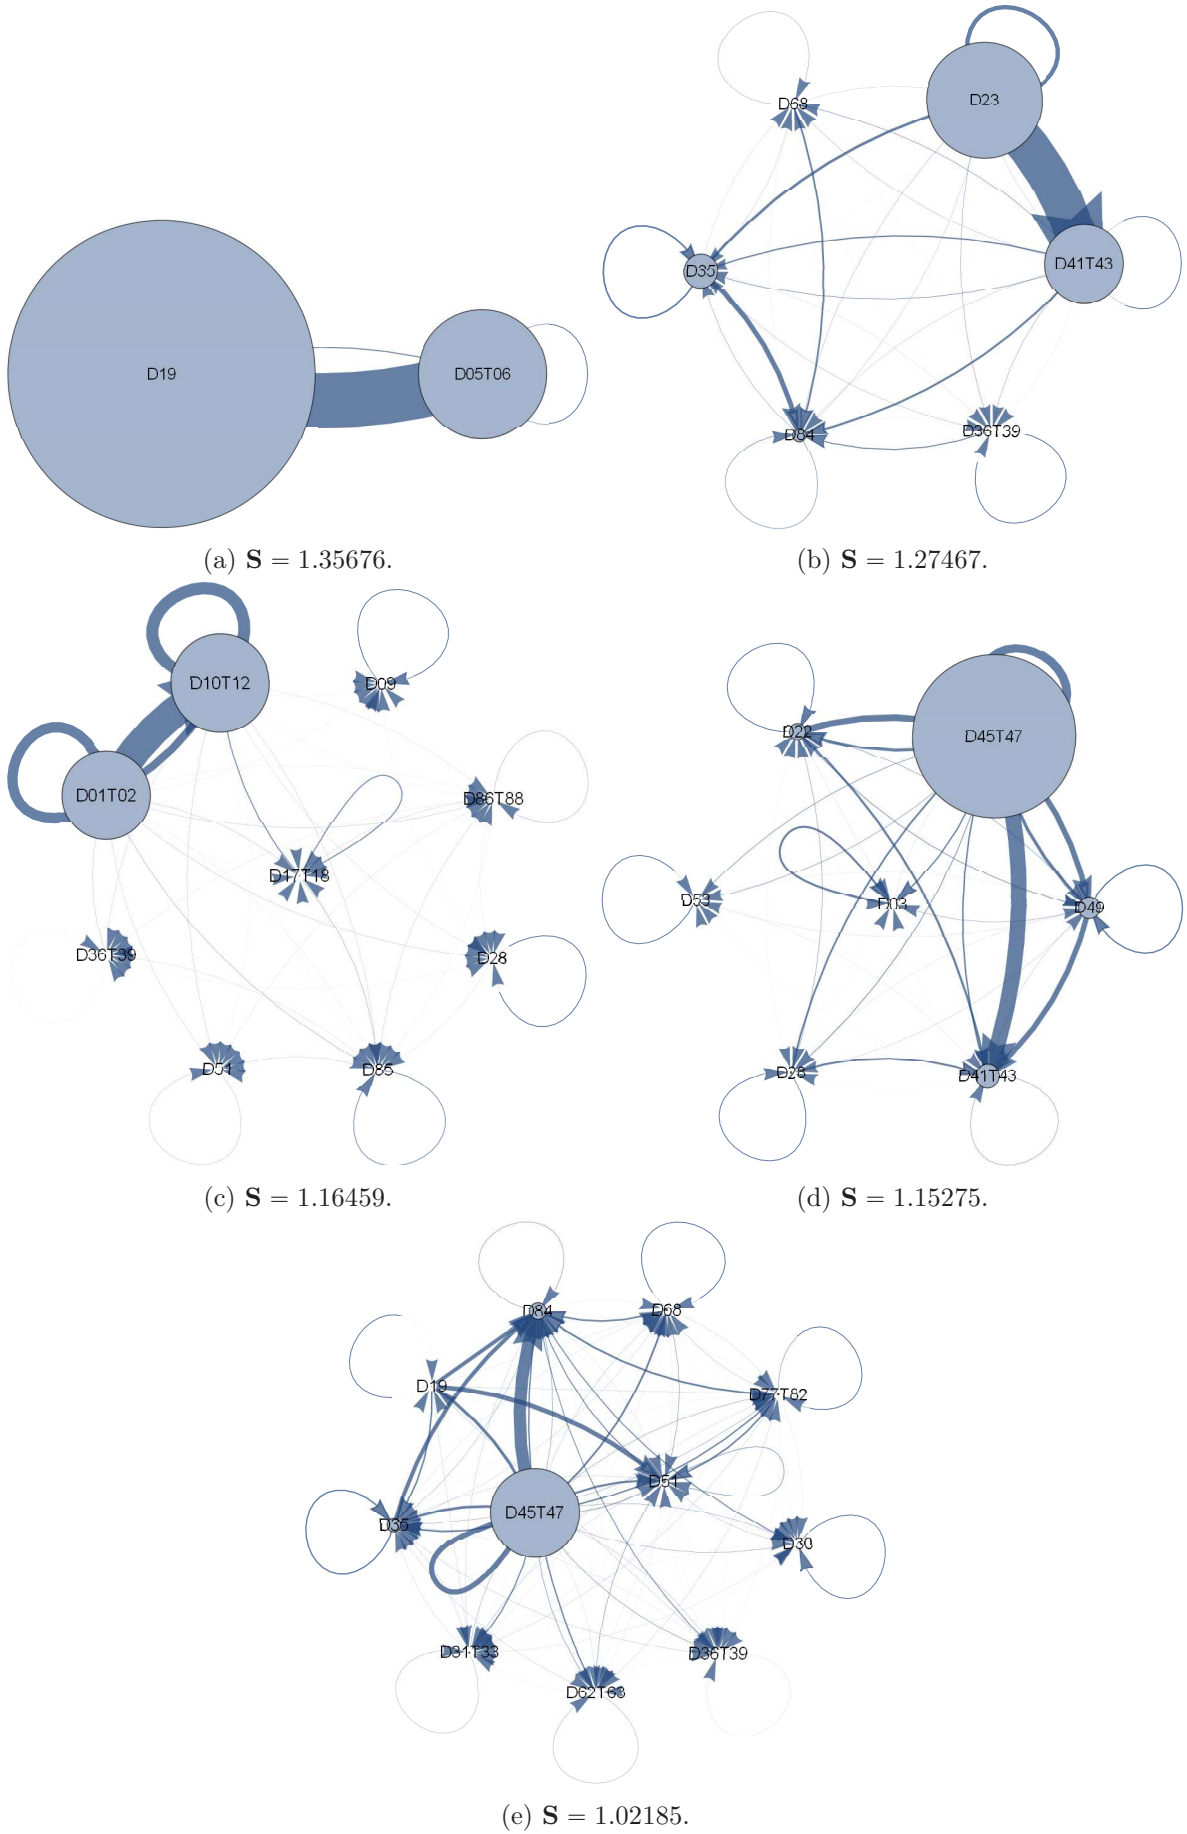 D68
D23
D35
D41T43
D84
D36T39
D19
D05T06
(a) S = 1.35676.
(b) S = 1.27467.
D10T12
D09
D01T02
D86T88
D17T18
D36T39
D28
D51
D85
D22
D45T47
D53
D03
D49
D28
D41T43
(c) S = 1.16459.
(d) S = 1.15275.
D84
D68
D19
D77T82
D51
D45T47
D35
D30
D31T33
D36T39
D62T63
(e) S = 1.02185.